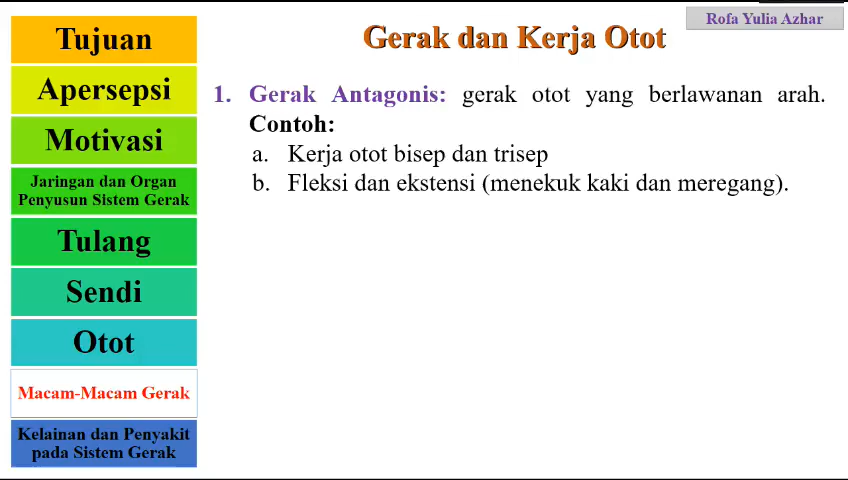 Rofa Yulia Azhar
Gerak dan Kerja Otot
Tujuan
Apersepsi
Motivasi
Jaringan dan Organ
Penyusun Sistem Gerak
Tulang
Sendi
Otot
Macam-Macam Gerak
Kelainan dan Penyakit
pada Sistem Gerak
1. Gerak Antagonis: gerak otot yang berlawanan arah.
Contoh:
a. Kerja otot bisep dan trisep
b. Fleksi dan ekstensi (menekuk kaki dan meregang).